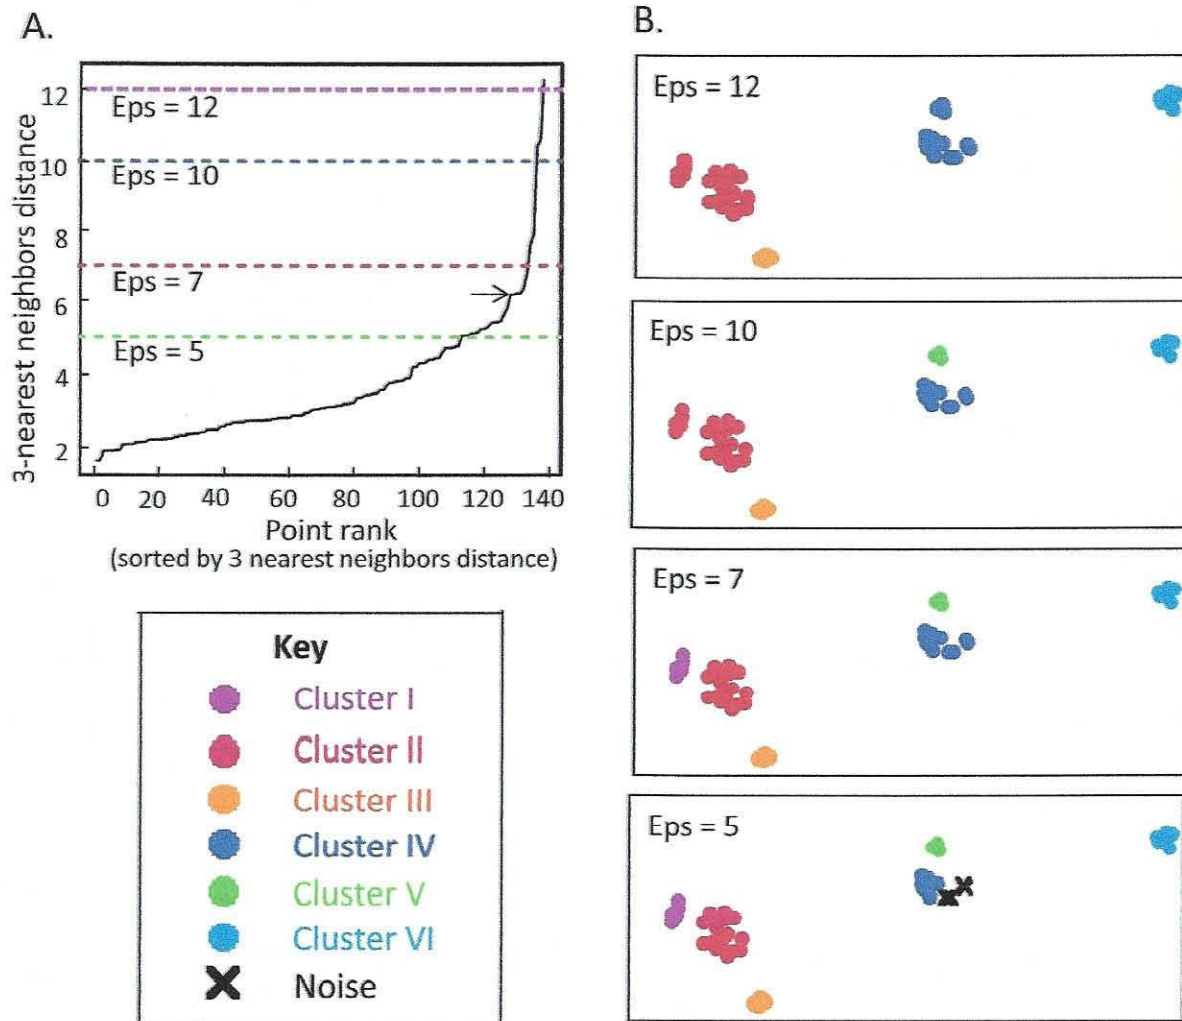 A.
3-nearest neighbors distance
12
10
8
6
4
2
Eps = 12
Eps = 10
Eps = 7
Eps = 5
0 20 40 60 80 100 120 140
Point rank
(sorted by 3 nearest neighbors distance)
Key
Cluster I
Cluster II
Cluster III
Cluster IV
Cluster V
Cluster VI
Noise
B.
Eps = 12
Eps = 10
Eps = 7
Eps = 5